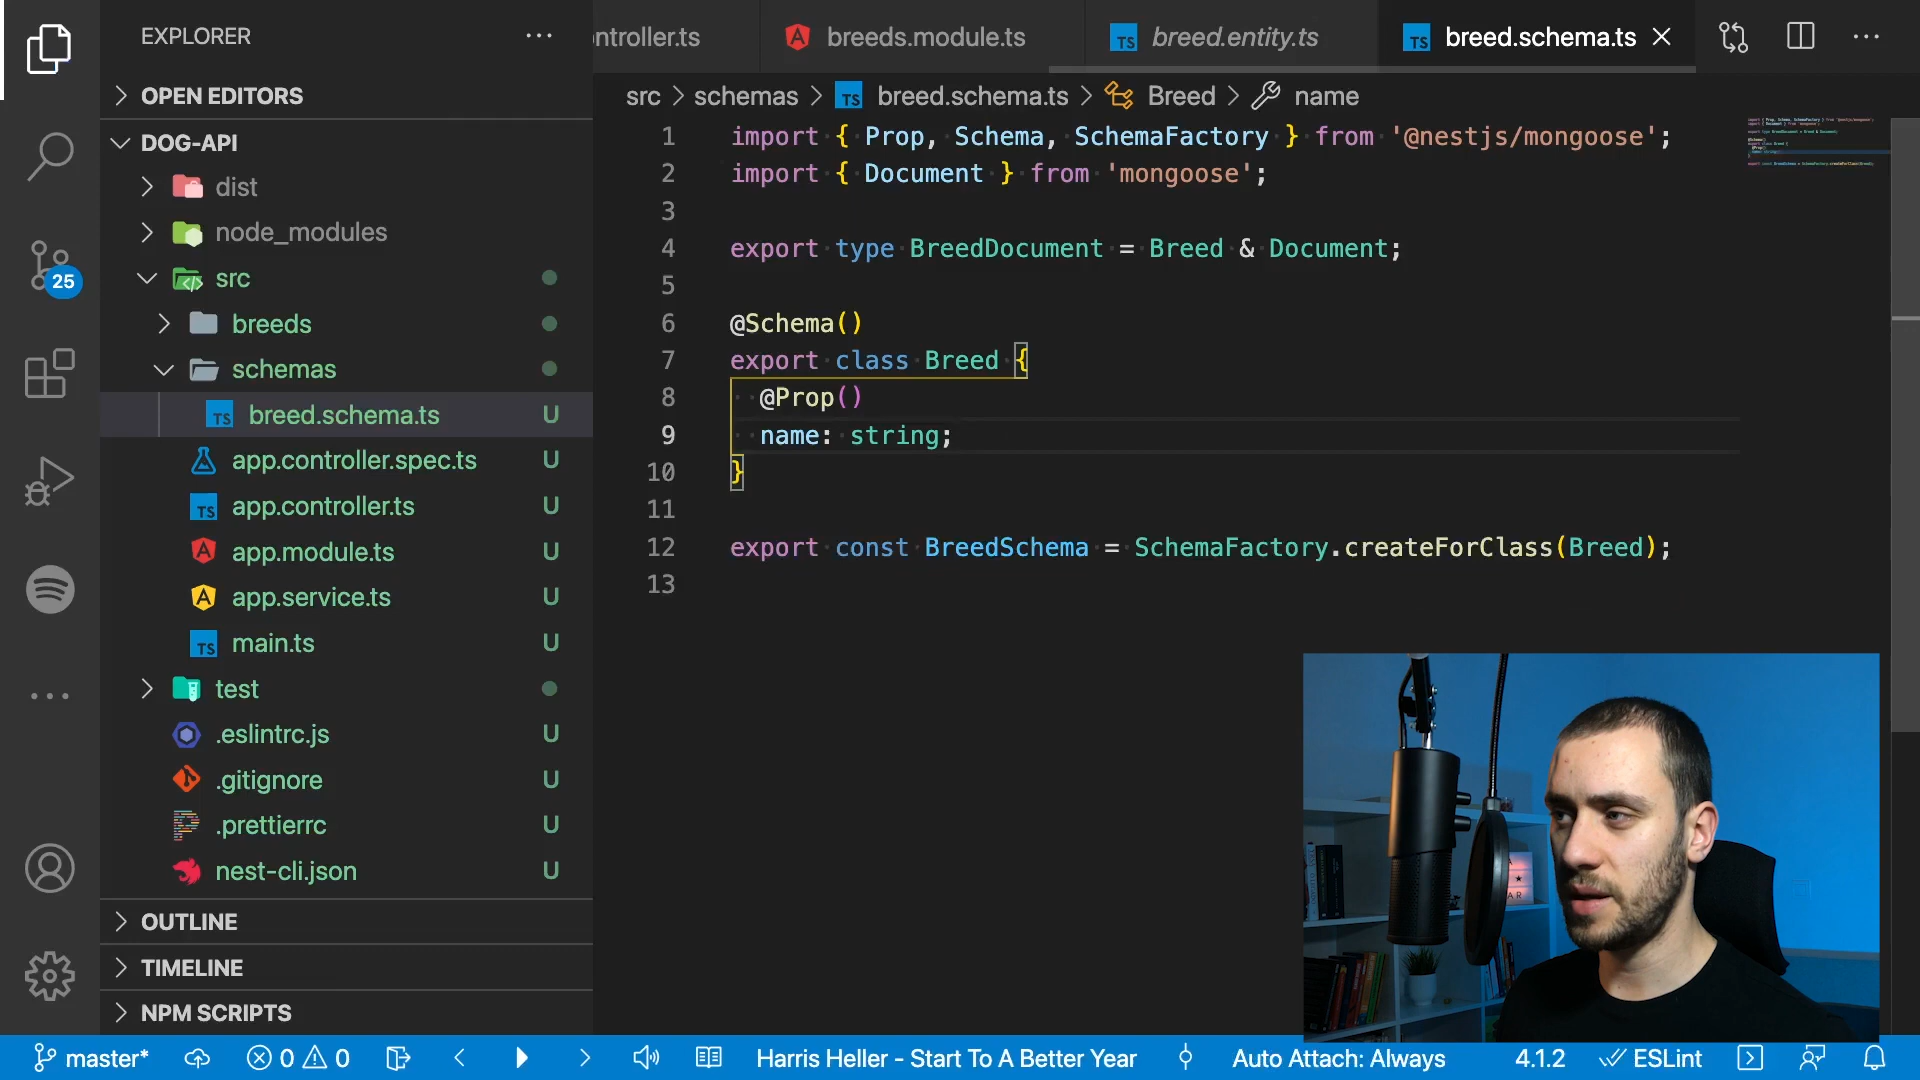 EXPLORER
OPEN EDITORS
DOG-API
dist
node_modules
src
breeds
schemas
breed.schema.ts U
app.controller.spec.ts U
app.controller.ts U
app.module.ts U
app.service.ts U
main.ts U
test
.eslintrc.js U
.gitignore U
.prettierrc U
nest-cli.json U
OUTLINE
TIMELINE
NPM SCRIPTS
25
ntroller.ts
breeds.module.ts
TS breed.entity.ts
TS breed.schema.ts
src > schemas > TS breed.schema.ts > Breed > name
1 import { Prop, Schema, SchemaFactory } from '@nestjs/mongoose';
2 import { Document } from 'mongoose';
3
4 export type BreedDocument = Breed & Document;
5
6 @Schema()
7 export class Breed {
8 @Prop()
9 name: string;
10 }
11
12 export const BreedSchema = SchemaFactory.createForClass(Breed);
13
master* 0 0 Harris Heller - Start To A Better Year Auto Attach: Always 4.1.2 ESLint